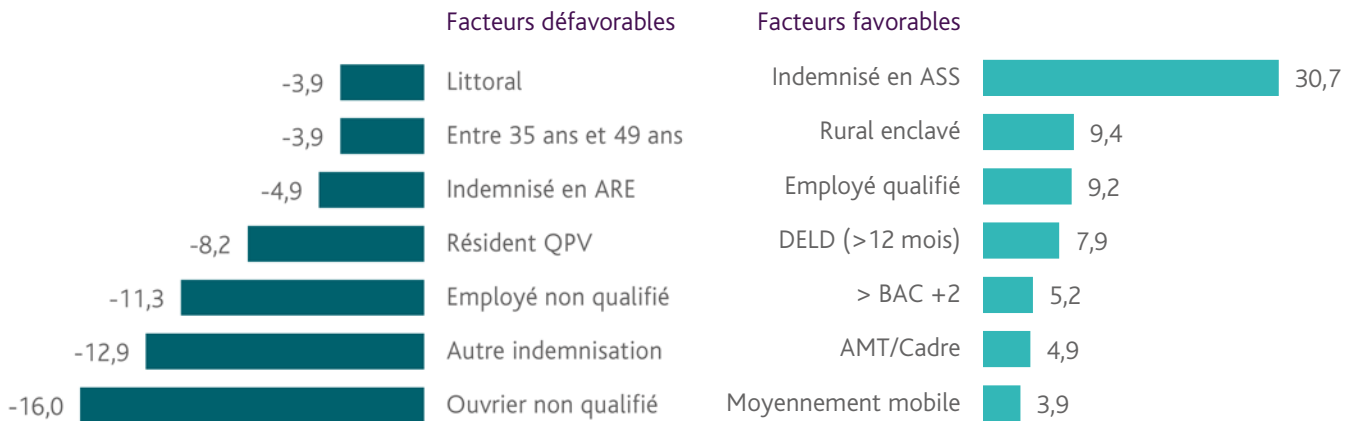 Facteurs défavorables
-3,9 Littoral
-3,9 Entre 35 ans et 49 ans
-4,9 Indemnisé en ARE
-8,2 Résident QPV
-11,3 Employé non qualifié
-12,9 Autre indemnisation
-16,0 Ouvrier non qualifié
Facteurs favorables
Indemnisé en ASS 30,7
Rural enclavé 9,4
Employé qualifié 9,2
DELD (>12 mois) 7,9
> BAC +2 5,2
AMT/Cadre 4,9
Moyennement mobile 3,9